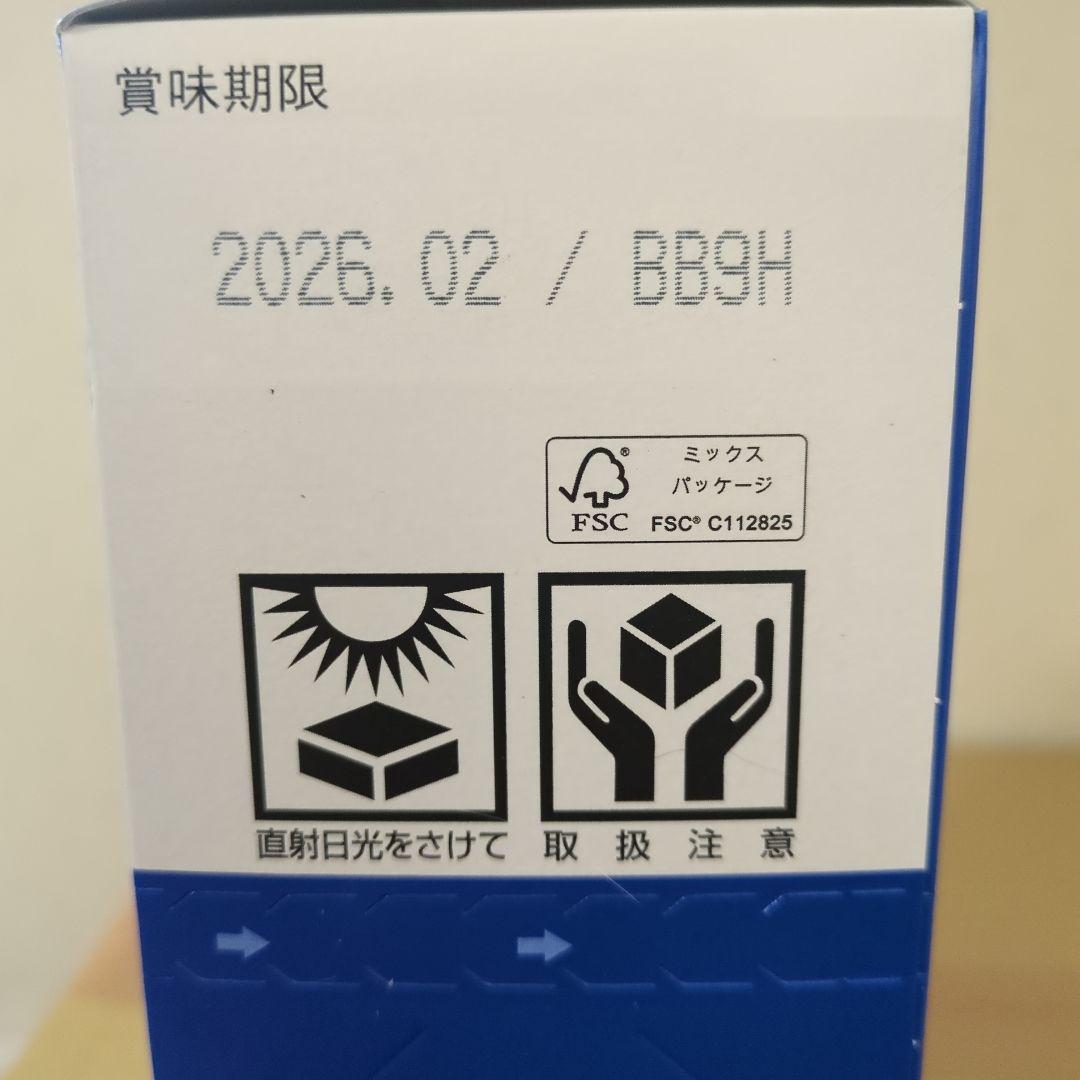 賞味期限
2026.02 / BB9H
ミックス
パッケージ
FSC® C112825
FSC
直射日光をさけて
取扱注意